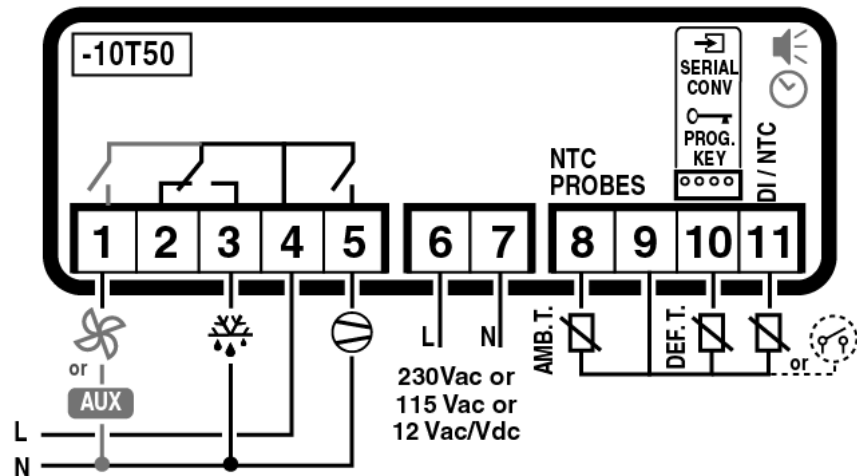 -10T50
SERIAL
CONV
PROG.
KEY
DI / NTC
NTC
PROBES
1 2 3 4 5 6 7 8 9 10 11
or
AUX
L
N
L N
230Vac or
115 Vac or
12 Vac/Vdc
AMB. T.
DEF. T.
or